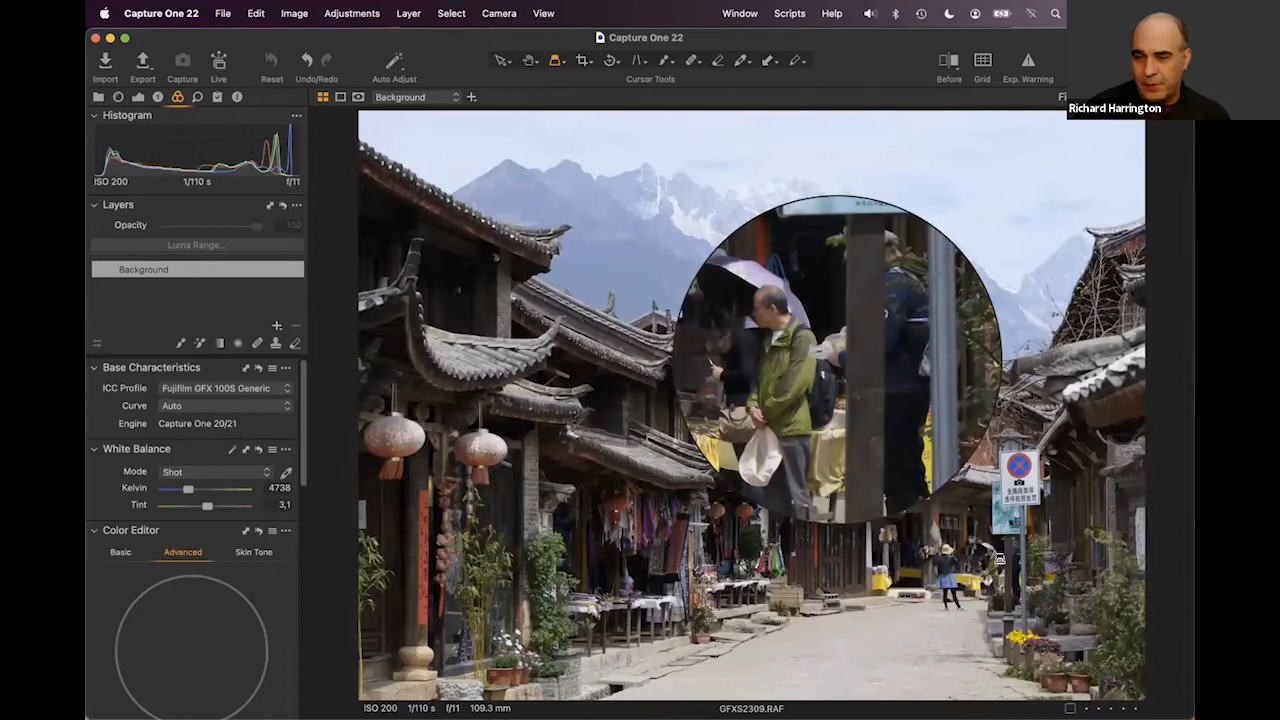 Capture One 22 File Edit Image Adjustments Layer Select Camera View Window Scripts Help
Capture One 22
Import Export Capture Live Reset Undo/Redo Auto Adjust Cursor Tools Before Grid Exp. Warning
Richard Harrington
Background
Fi
Histogram
ISO 200 1/110 s f/11
Layers
Opacity 100
Luma Range...
Background
Base Characteristics
ICC Profile Fujifilm GFX 100S Generic
Curve Auto
Engine Capture One 20/21
White Balance
Mode Shot
Kelvin 4738
Tint 3,1
Color Editor
Basic Advanced Skin Tone
ISO 200 1/110 s f/11 109.3 mm GFXS2309.RAF